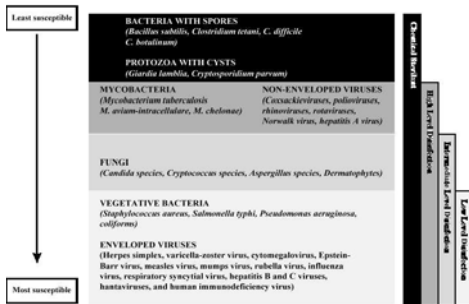 Least susceptible
BACTERIA WITH SPORES
(Bacillus subtilis, Clostridium tetani, C. difficile
C. botulinum)
PROTOZOA WITH CYSTS
(Giardia lamblia, Cryptosporidium parvum)
MYCOBACTERIA
(Mycobacterium tuberculosis
M. avium-intracellulare, M. chelonae)
NON-ENVELOPED VIRUSES
(Coxsackieviruses, polioviruses,
rhinoviruses, rotaviruses,
Norwalk virus, hepatitis A virus)
FUNGI
(Candida species, Cryptococcus species, Aspergillus species, Dermatophytes)
VEGETATIVE BACTERIA
(Staphylococcus aureus, Salmonella typhi, Pseudomonas aeruginosa,
coliforms)
ENVELOPED VIRUSES
(Herpes simplex, varicella-zoster virus, cytomegalovirus, Epstein-
Barr virus, measles virus, mumps virus, rubella virus, influenza
virus, respiratory syncytial virus, hepatitis B and C viruses,
hantaviruses, and human immunodeficiency virus)
Most susceptible
Chemical Sterilant
High Level Disinfection
Intermediate Level Disinfection
Low Level Disinfection